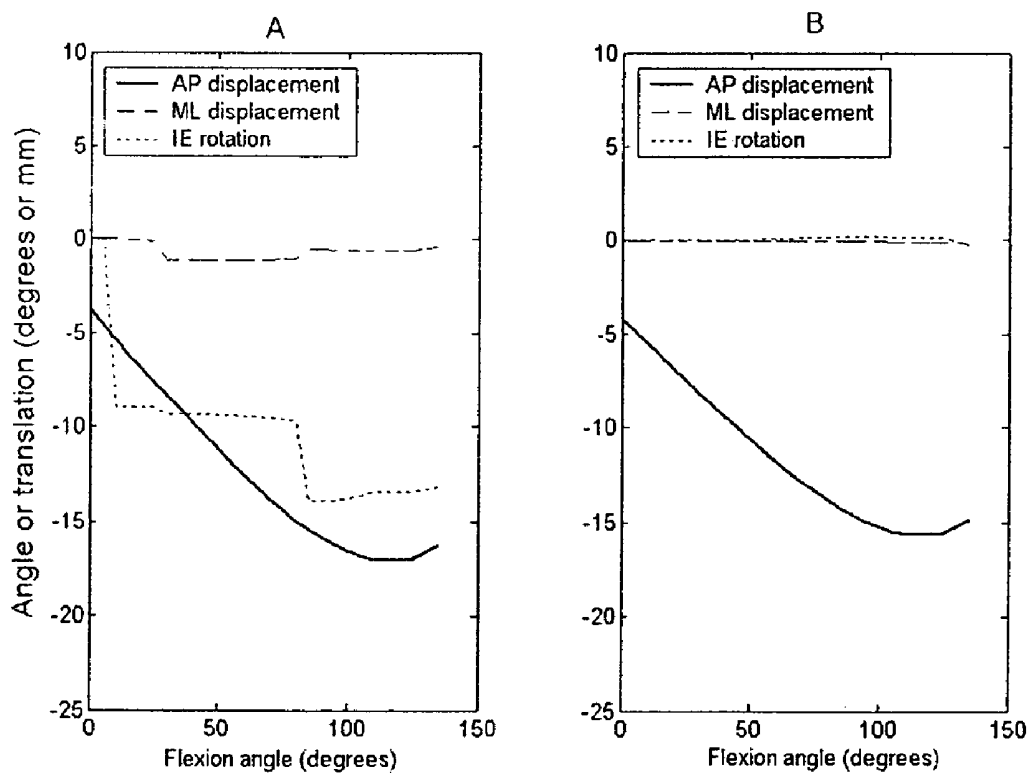 A
B
10
5
0
-5
-10
-15
-20
-25
0
50
100
150
AP displacement
ML displacement
IE rotation
Angle or translation (degrees or mm)
Flexion angle (degrees)
10
5
0
-5
-10
-15
-20
-25
0
50
100
150
AP displacement
ML displacement
IE rotation
Flexion angle (degrees)